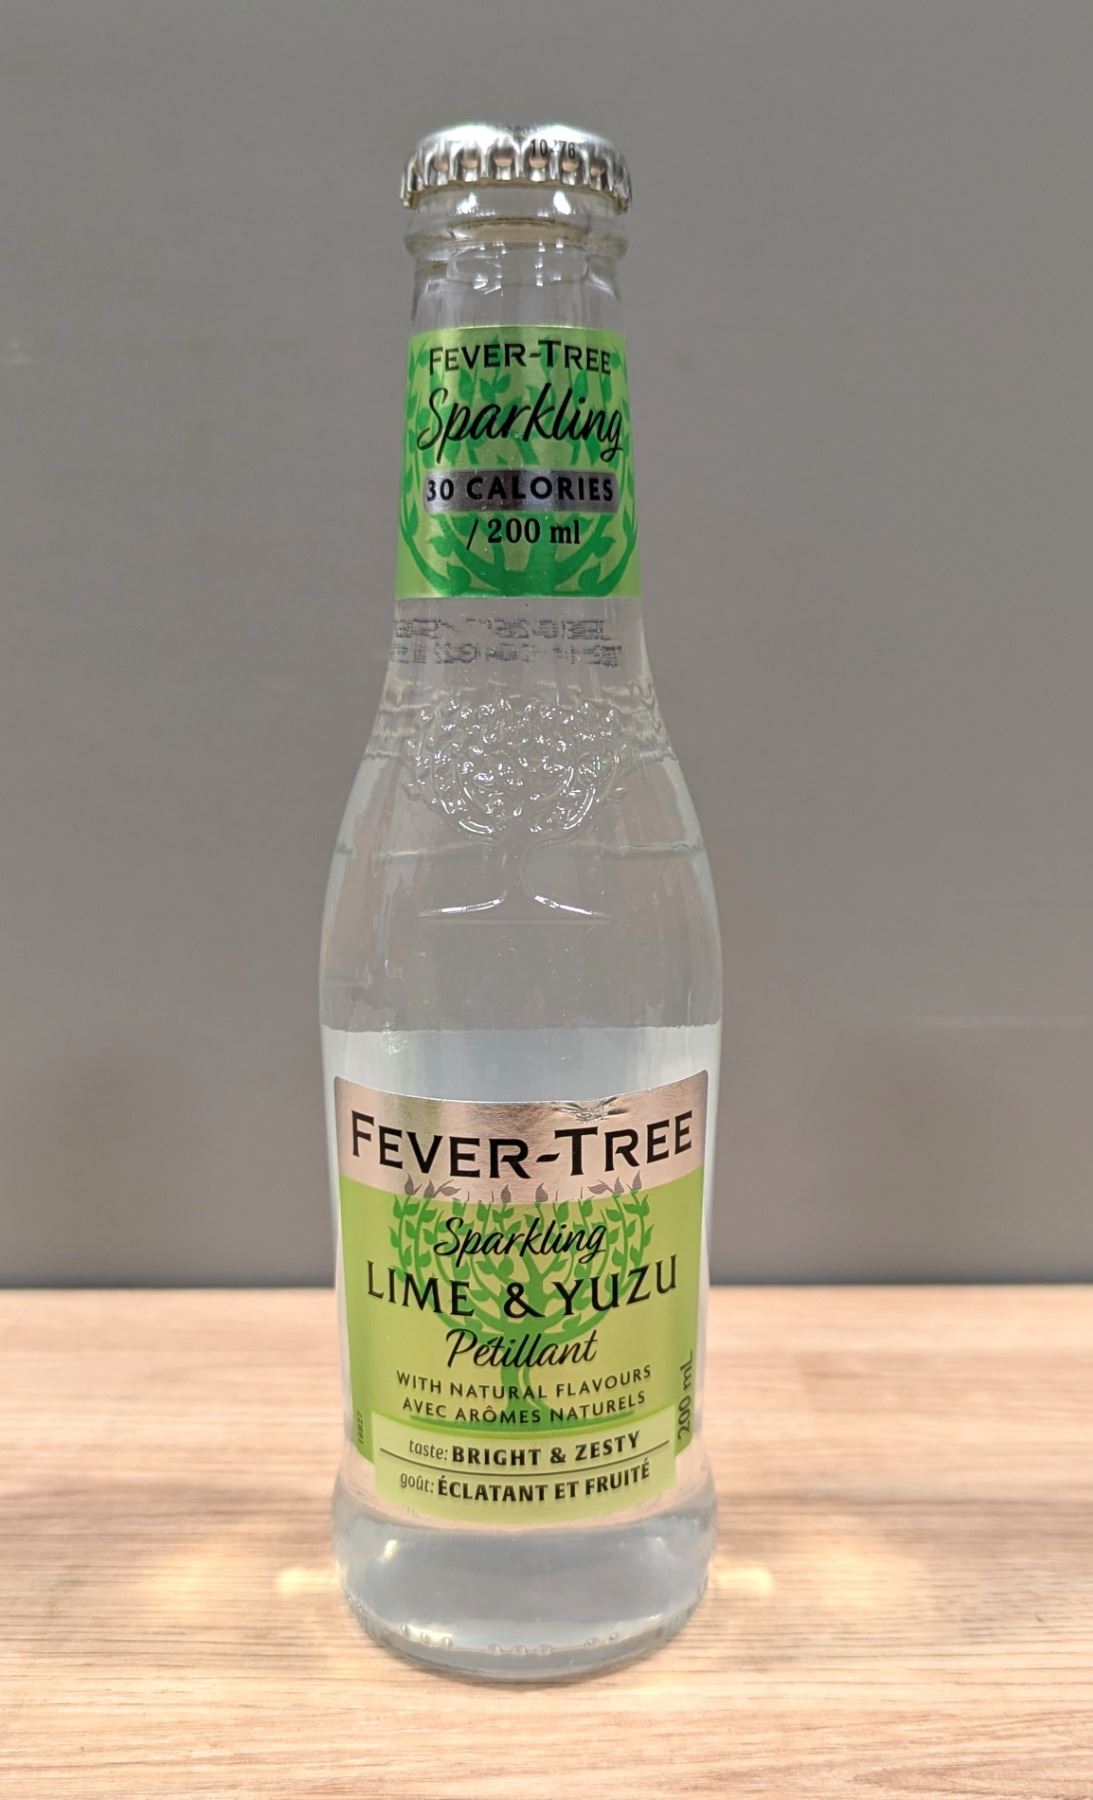 FEVER-TREE
Sparkling
30 CALORIES
/ 200 ml
FEVER-TREE
Sparkling
LIME & YUZU
Pétillant
WITH NATURAL FLAVOURS
AVEC ARÔMES NATURELS
taste: BRIGHT & ZESTY
goût: ÉCLATANT ET FRUITÉ
200 mL